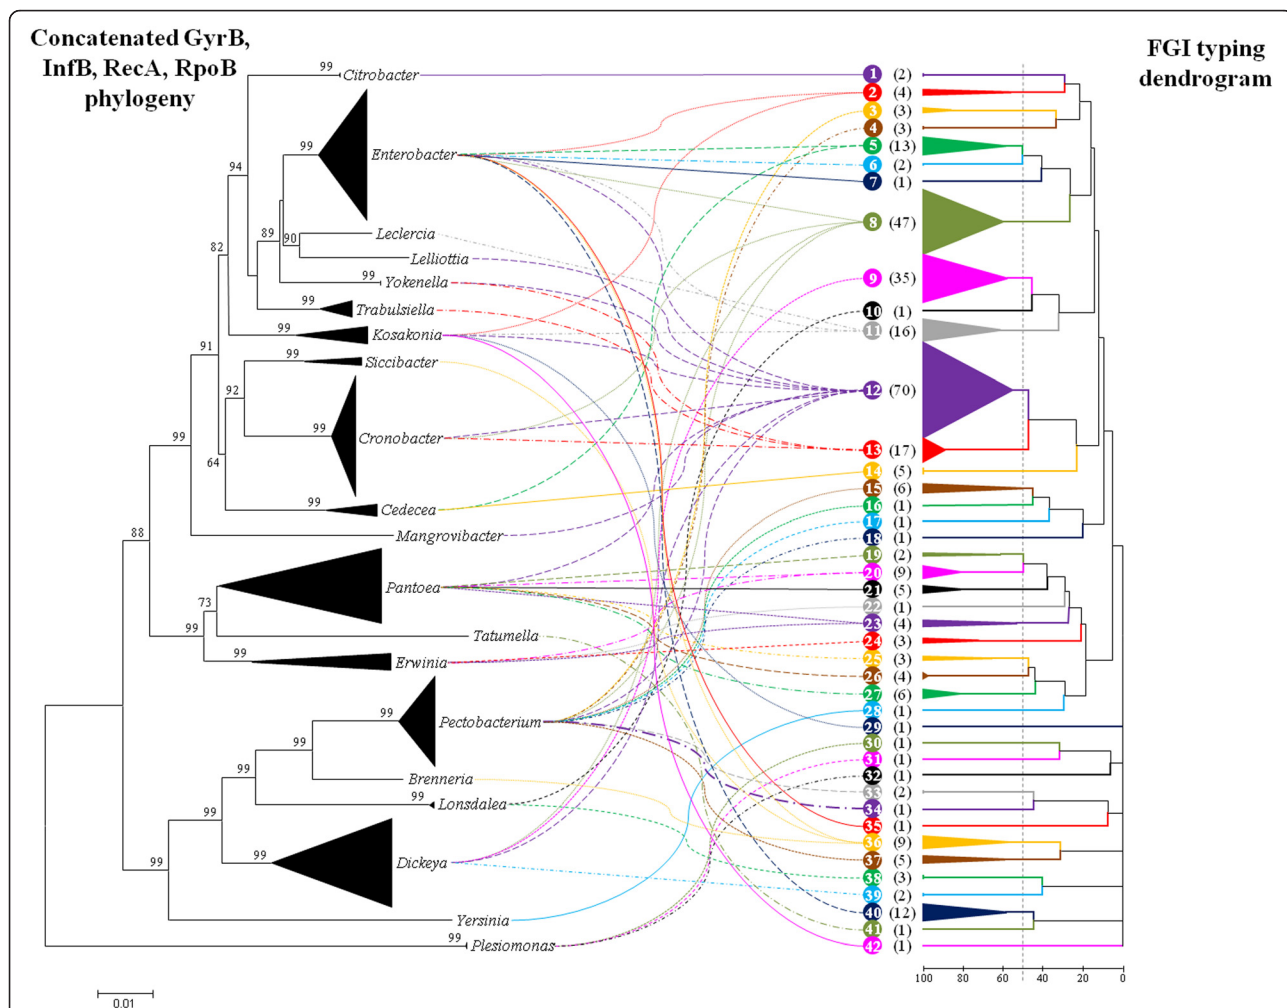 Concatenated GyrB,
InfB, RecA, RpoB
phylogeny
FGI typing
dendrogram
99 Citrobacter
99 Enterobacter
94
Leclercia
89
90
Lelliottia
82
99 Yokenella
99 Trabulsiella
99 Kosakonia
91
99 Siccibacter
92
99 Cronobacter
99
64
99 Cedecea
Mangrovibacter
88
Pantoea
73
99
Tatumella
99 Erwinia
99 Pectobacterium
99
Brenneria
99
99 Lonsdalea
99
99 Dickeya
99
Yersinia
99 Plesiomonas
0.01
1 (2)
2 (4)
3 (3)
4 (3)
5 (13)
6 (2)
7 (1)
8 (47)
9 (35)
10 (1)
11 (16)
12 (70)
13 (17)
14 (5)
15 (6)
16 (1)
17 (1)
18 (1)
19 (2)
20 (9)
21 (5)
22 (1)
23 (4)
24 (3)
25 (3)
26 (4)
27 (6)
28 (1)
29 (1)
30 (1)
31 (1)
32 (1)
33 (2)
34 (1)
35 (1)
36 (9)
37 (5)
38 (3)
39 (2)
40 (12)
41 (1)
42 (1)
100 80 60 40 20 0